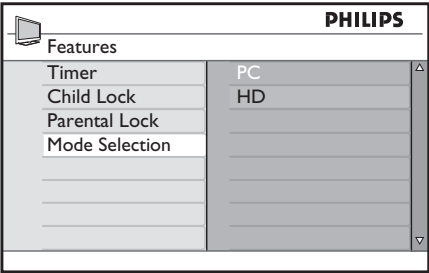 PHILIPS
Features
Timer
PC
Child Lock
HD
Parental Lock
Mode Selection